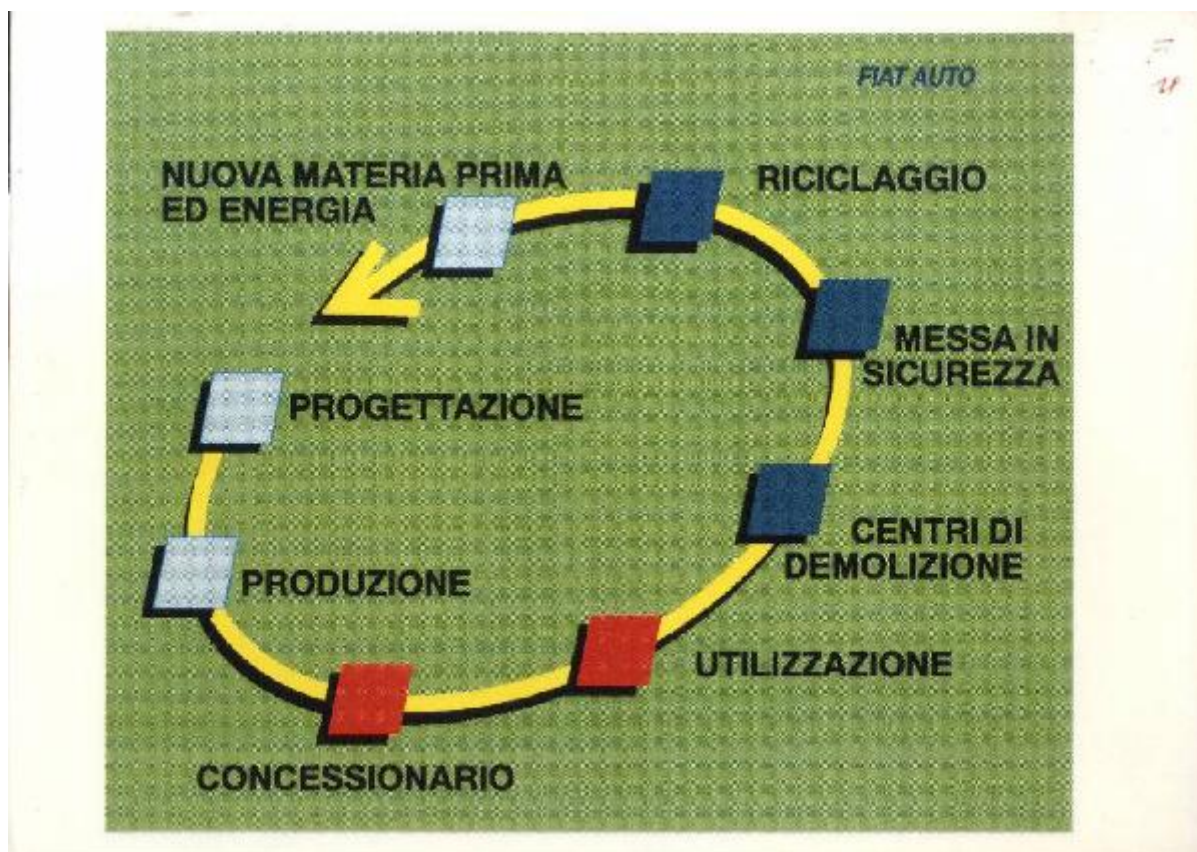 FIAT AUTO
NUOVA MATERIA PRIMA
ED ENERGIA
RICICLAGGIO
MESSA IN
SICUREZZA
PROGETTAZIONE
CENTRI DI
DEMOLIZIONE
PRODUZIONE
UTILIZZAZIONE
CONCESSIONARIO